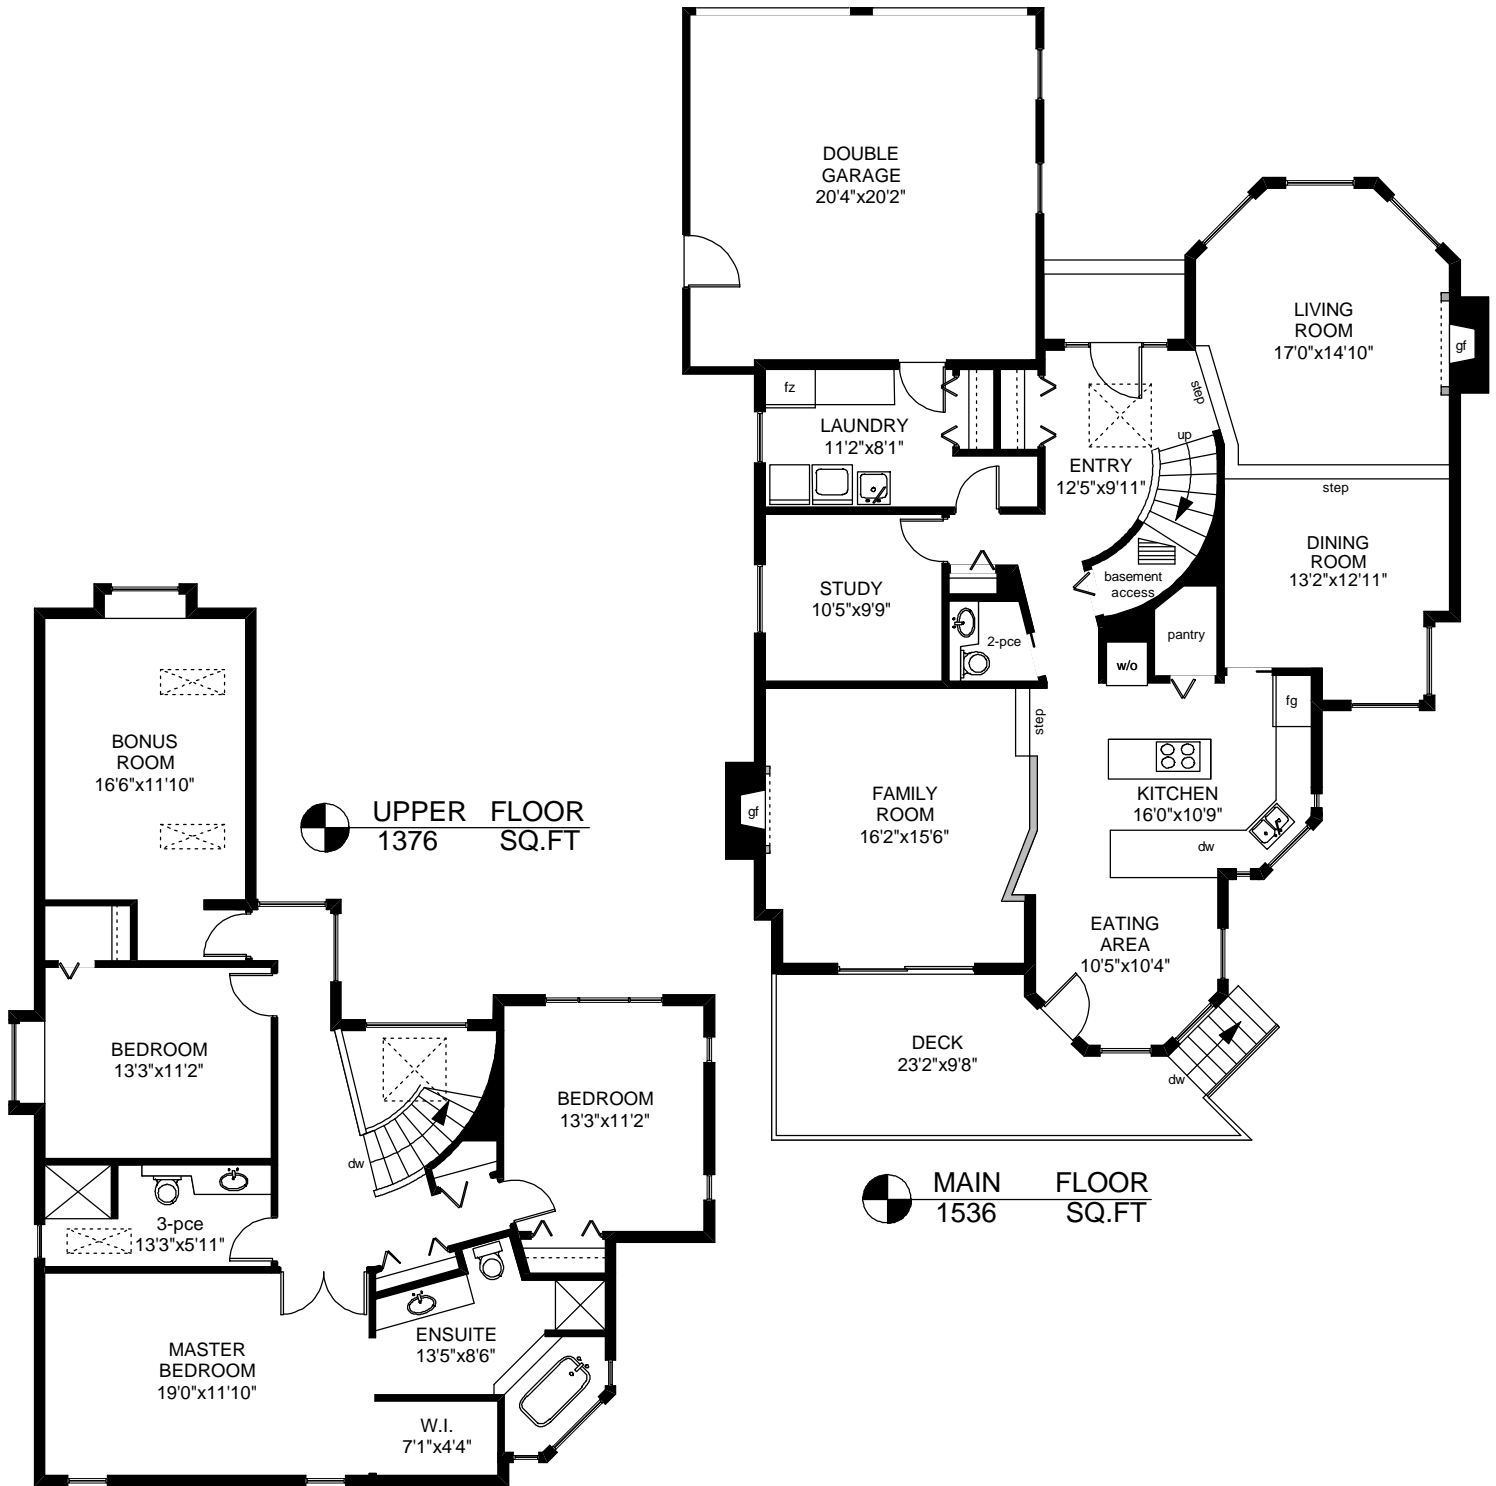 DOUBLE
GARAGE
20'4"x20'2"
LIVING
ROOM
17'0"x14'10"
gf
fz
LAUNDRY
11'2"x8'1"
step
up
ENTRY
12'5"x9'11"
step
DINING
ROOM
13'2"x12'11"
STUDY
10'5"x9'9"
basement
access
2-pce
pantry
w/o
fg
step
FAMILY
ROOM
16'2"x15'6"
gf
KITCHEN
16'0"x10'9"
dw
EATING
AREA
10'5"x10'4"
DECK
23'2"x9'8"
dw
MAIN FLOOR
1536 SQ.FT
BONUS
ROOM
16'6"x11'10"
UPPER FLOOR
1376 SQ.FT
BEDROOM
13'3"x11'2"
BEDROOM
13'3"x11'2"
dw
3-pce
13'3"x5'11"
ENSUITE
13'5"x8'6"
MASTER
BEDROOM
19'0"x11'10"
W.I.
7'1"x4'4"